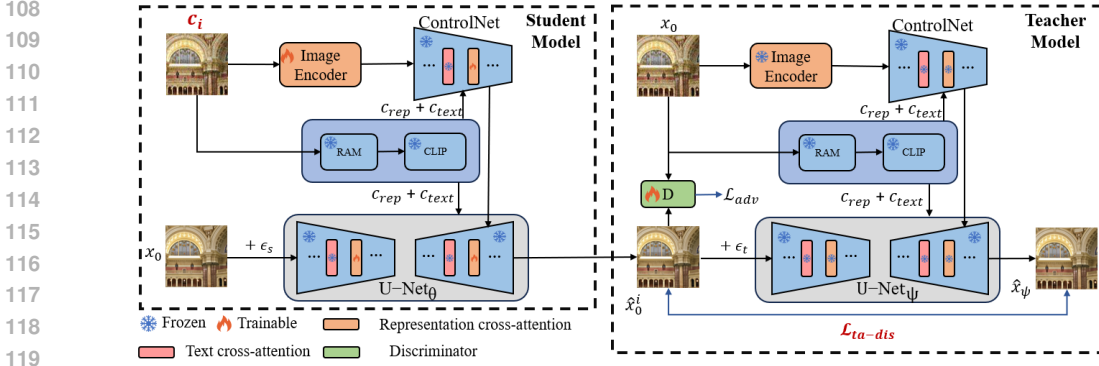 108
109
110
111
112
113
114
115
116
117
118
119
c_i
ControlNet
Student Model
Image Encoder
...
...
c_rep + c_text
RAM
CLIP
c_rep + c_text
x_0
+ ϵ_s
...
...
U-Net_θ
x_0
ControlNet
Teacher Model
Image Encoder
...
...
c_rep + c_text
RAM
CLIP
D
ℒ_adv
c_rep + c_text
+ ϵ_t
...
...
x̂_0^i
U-Net_ψ
x̂_ψ
ℒ_ta-dis
Frozen
Trainable
Representation cross-attention
Text cross-attention
Discriminator